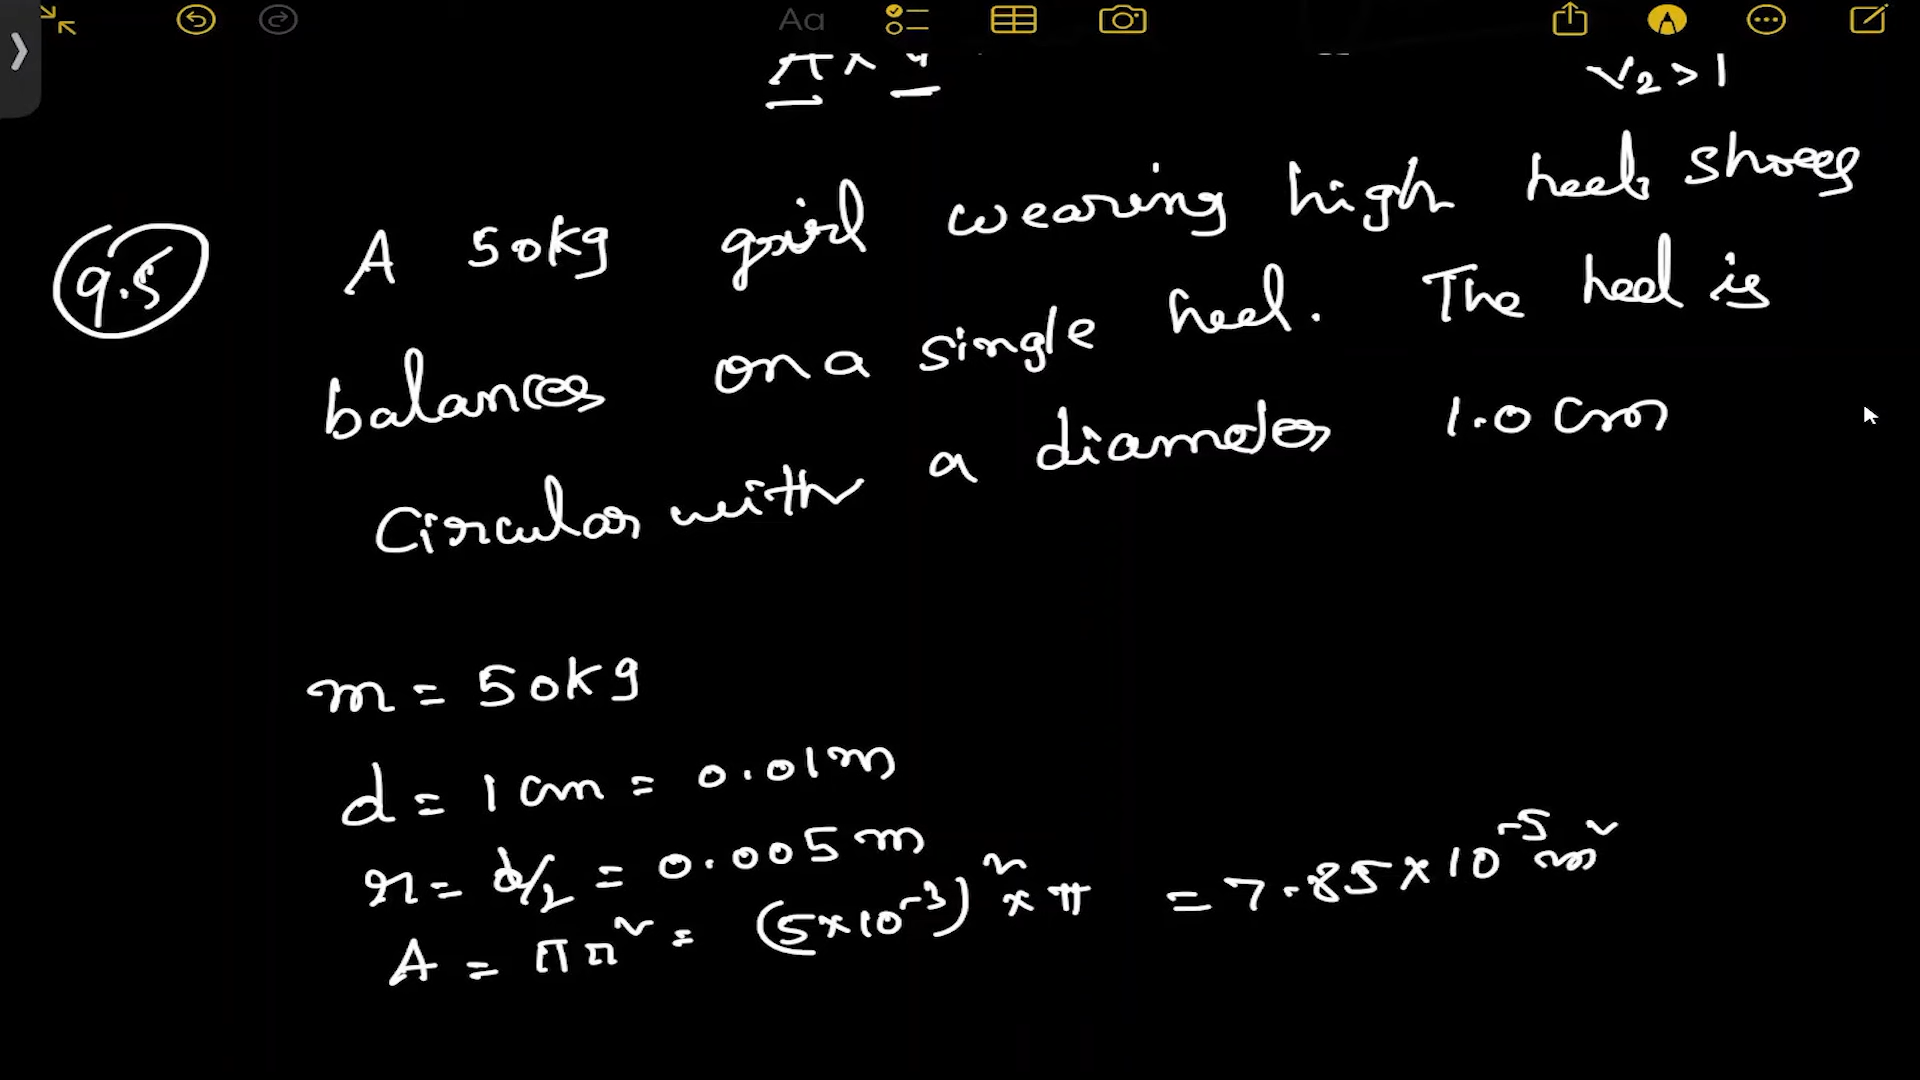 Aa
π × 4
V₂ > 1
9.5
A 50kg girl wearing high heel shoes
balances on a single heel. The heel is
Circular with a diameter 1.0 cm
m = 50kg
d = 1 cm = 0.01m
r = d/2 = 0.005 m
A = πr² = (5×10⁻³)² × π = 7.85 × 10⁻⁵ m²